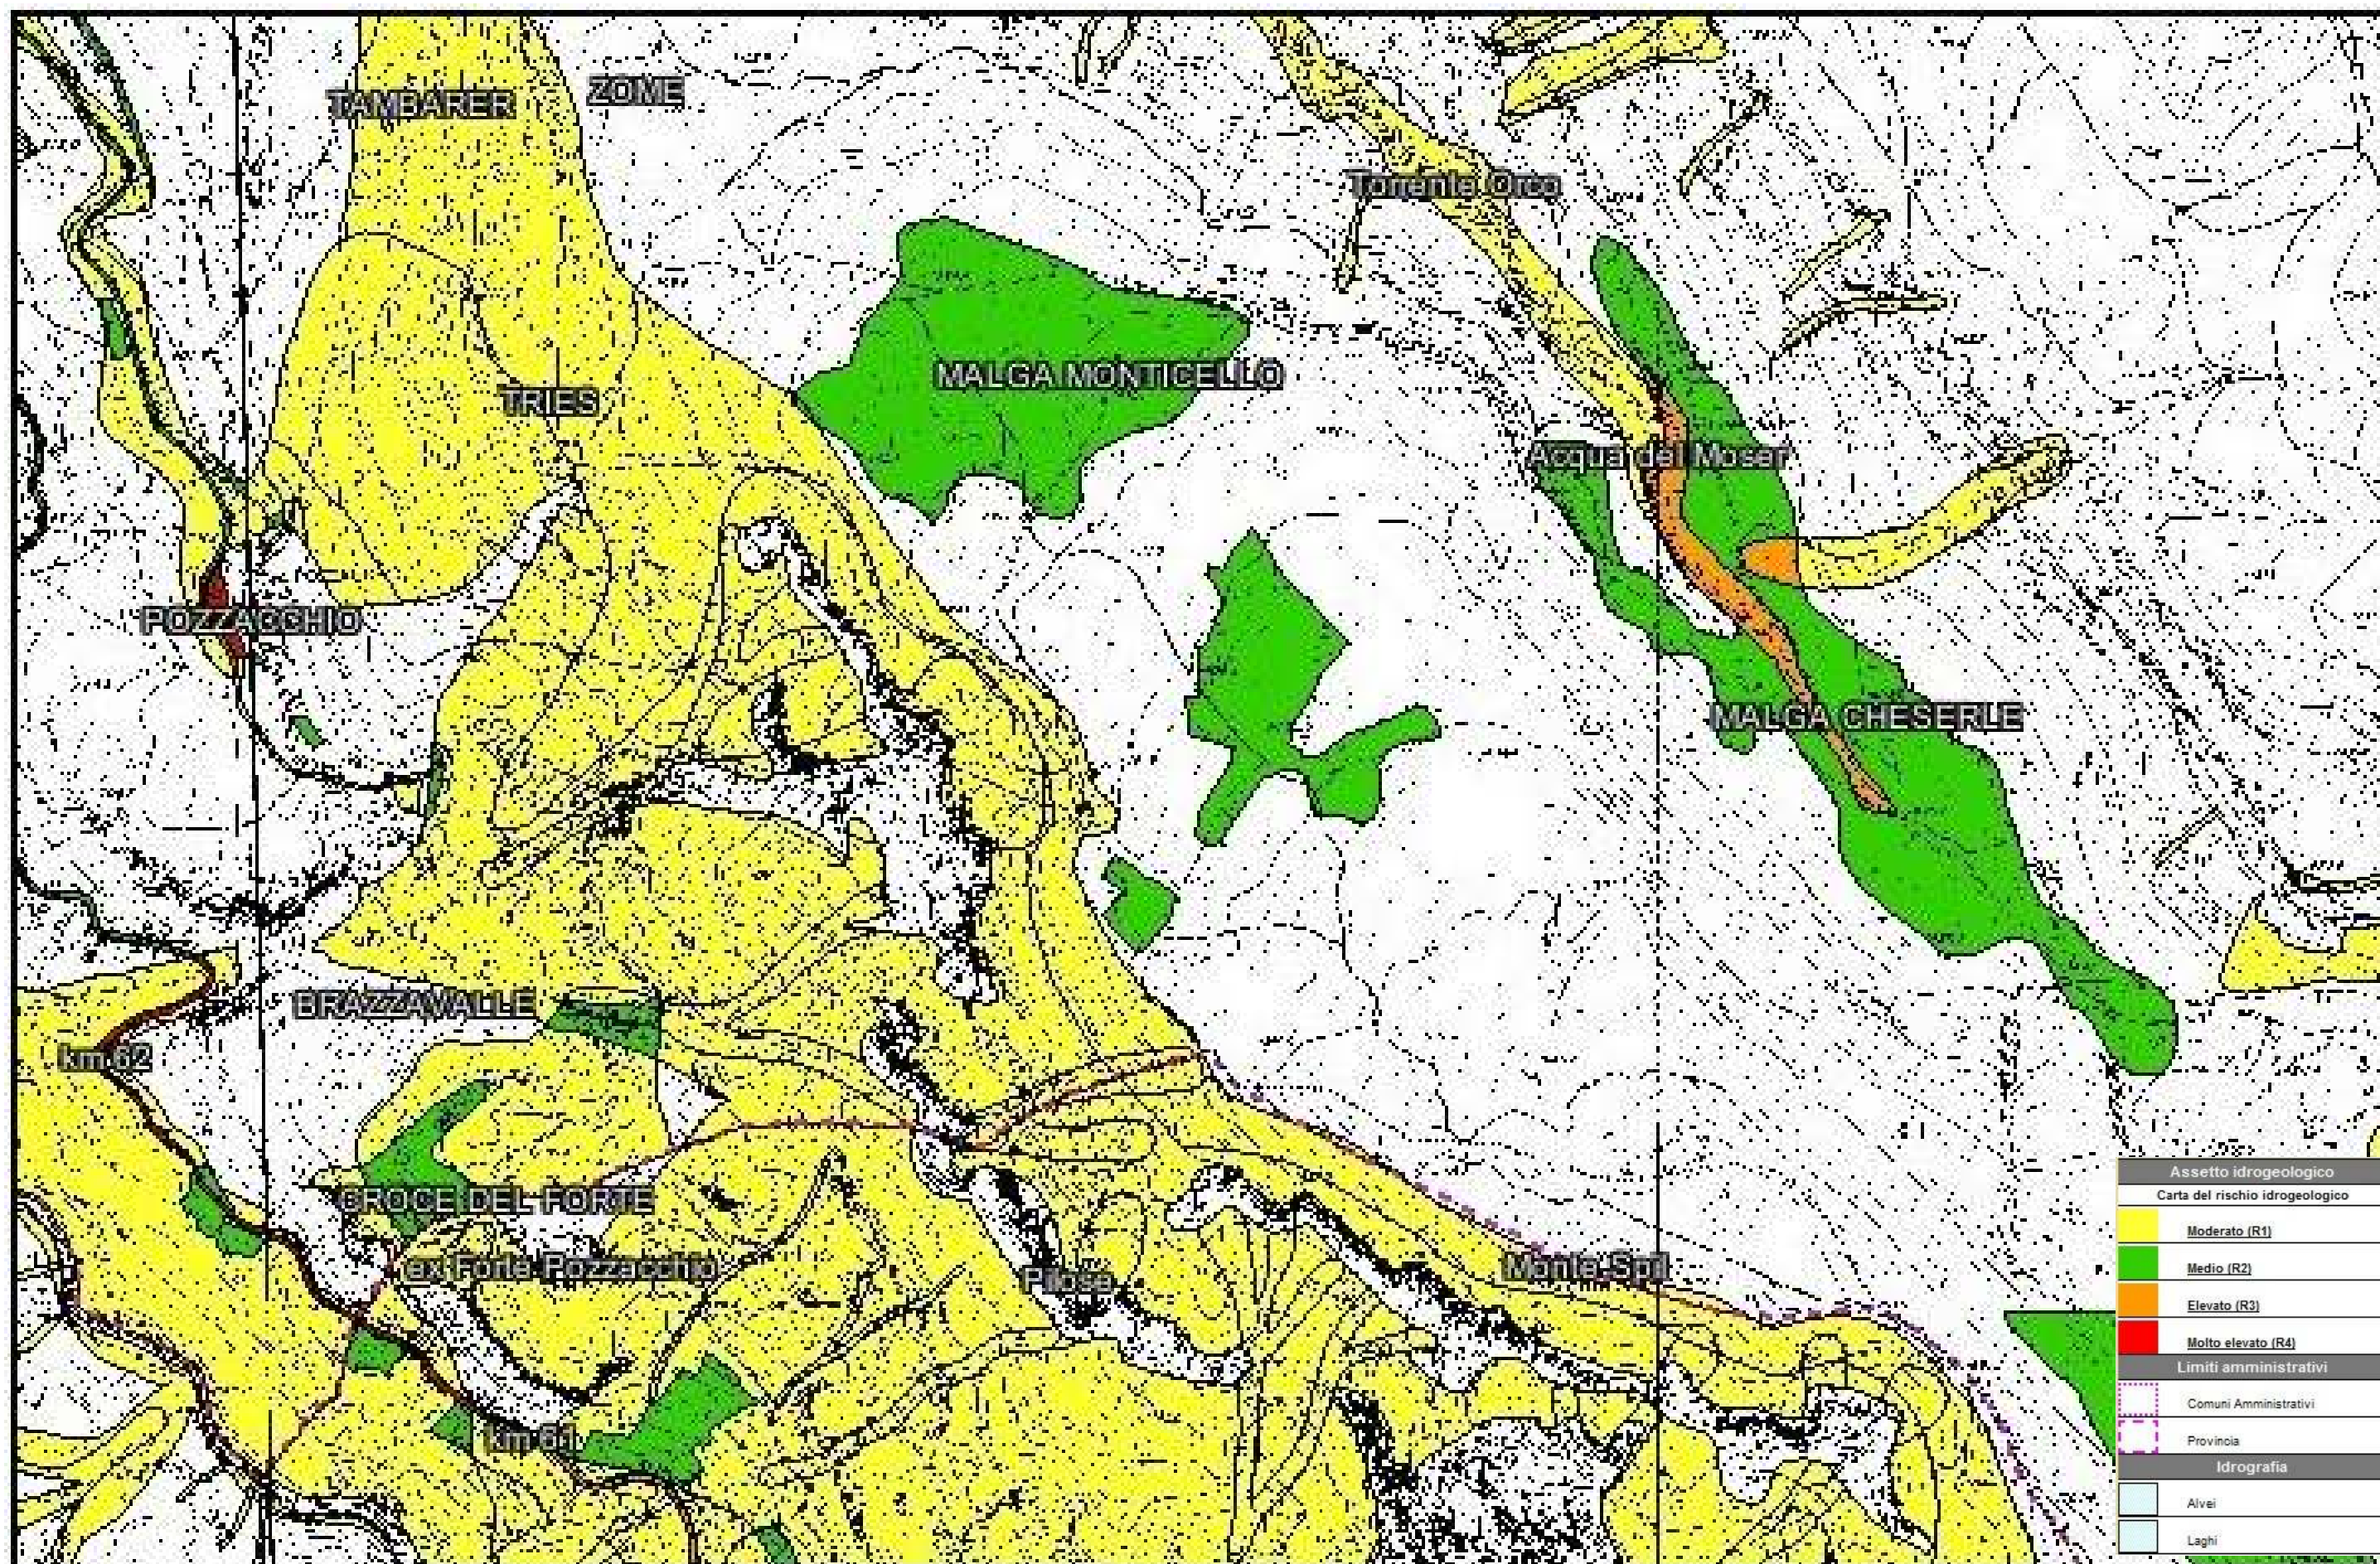 ZOME
TAMBARER
Torrente Orco
MALGA MONTICELLO
TRIES
Acqua del Moser
POZZACCHIO
MALGA CHESERLE
BRAZZAVALLE
km 62
CROCE DEL FORTE
ex Forte Pozzacchio
Pilose
Monte Spil
km 61
Assetto idrogeologico
Carta del rischio idrogeologico
Moderato (R1)
Medio (R2)
Elevato (R3)
Molto elevato (R4)
Limiti amministrativi
Comuni Amministrativi
Provincia
Idrografia
Alvei
Laghi